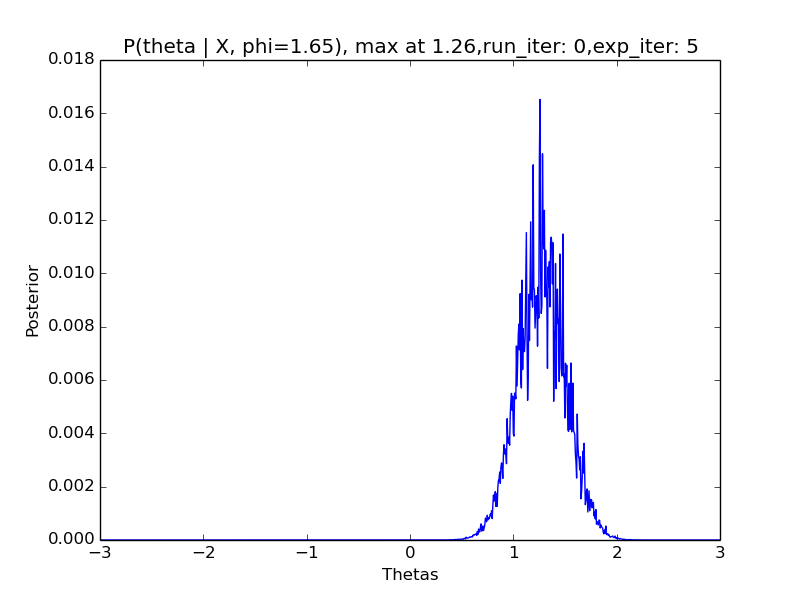 P(theta | X, phi=1.65), max at 1.26,run_iter: 0,exp_iter: 5
0.018
0.016
0.014
0.012
0.010
0.008
0.006
0.004
0.002
0.000
Posterior
−3 −2 −1 0 1 2 3
Thetas